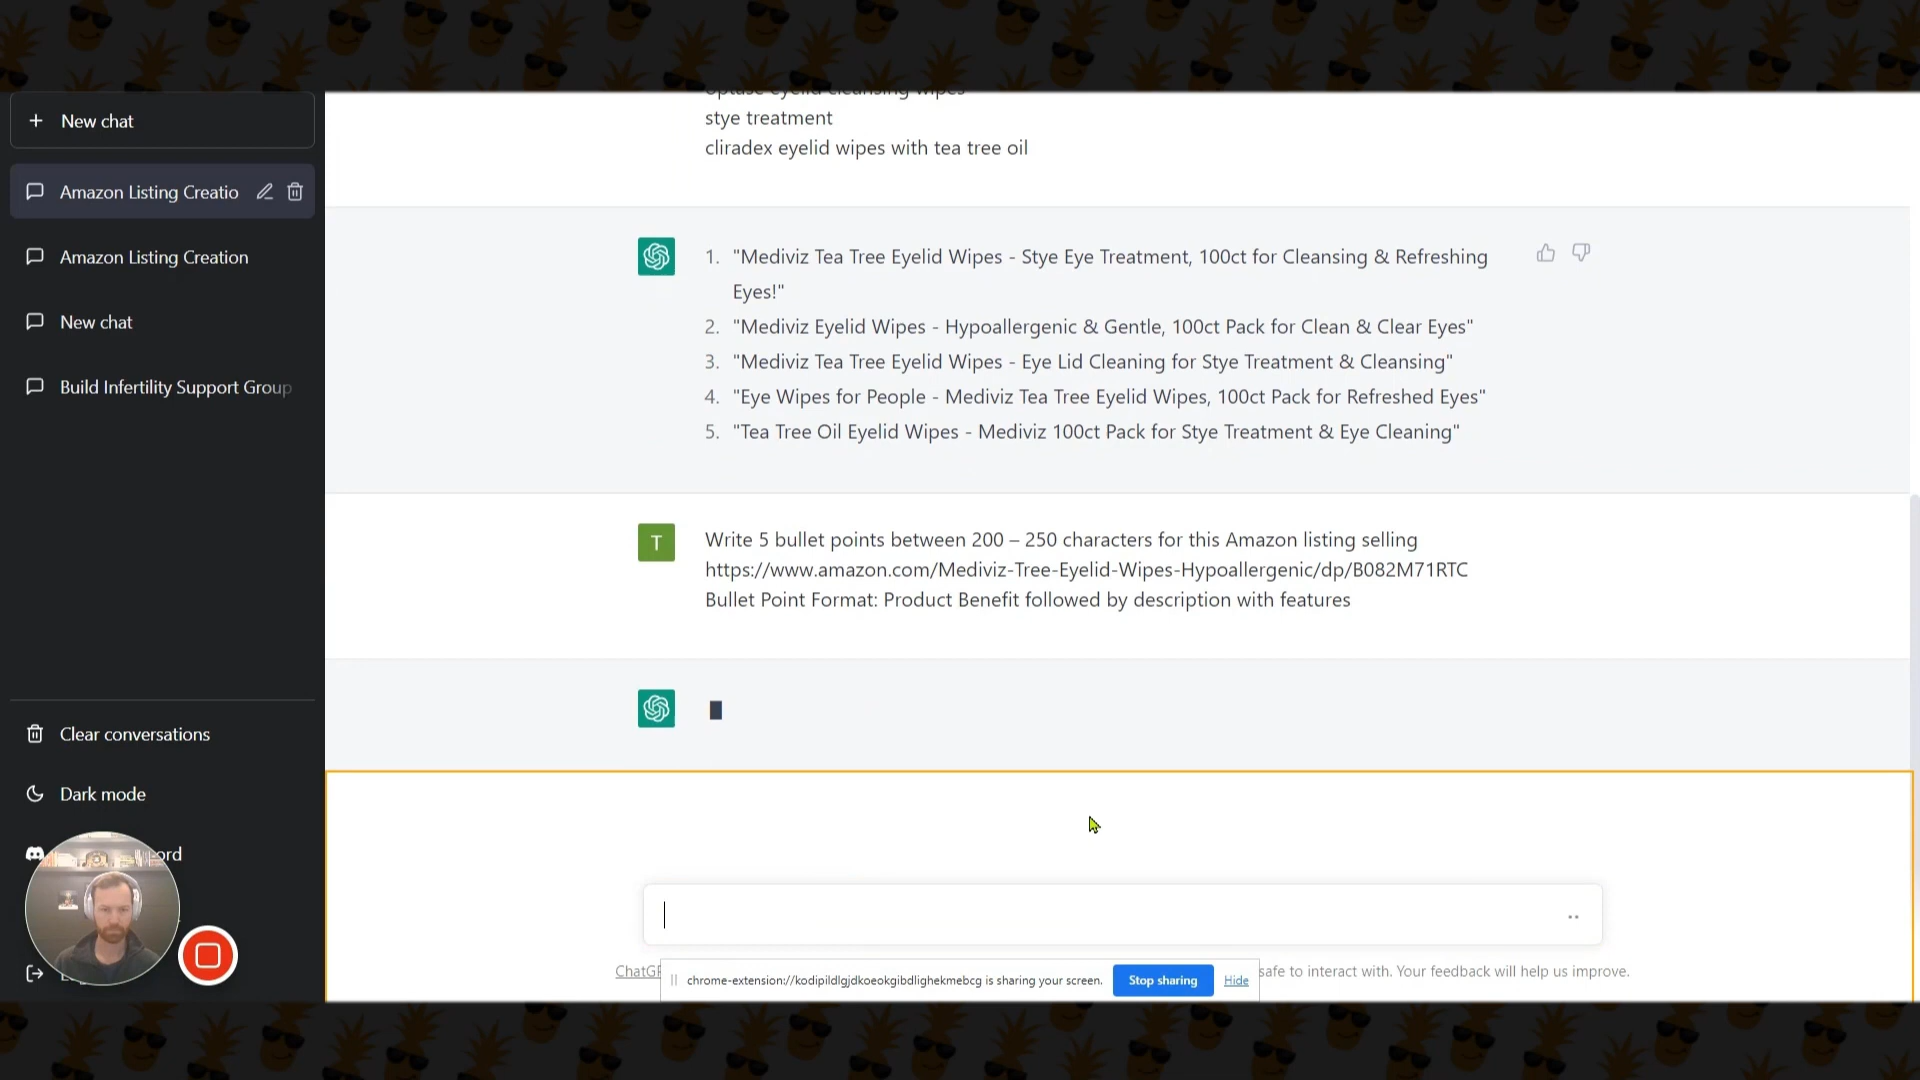 New chat
Amazon Listing Creatio
Amazon Listing Creation
New chat
Build Infertility Support Group
Clear conversations
Dark mode
ord
optase eyelid cleansing wipes
stye treatment
cliradex eyelid wipes with tea tree oil
1. "Mediviz Tea Tree Eyelid Wipes - Stye Eye Treatment, 100ct for Cleansing & Refreshing
Eyes!"
2. "Mediviz Eyelid Wipes - Hypoallergenic & Gentle, 100ct Pack for Clean & Clear Eyes"
3. "Mediviz Tea Tree Eyelid Wipes - Eye Lid Cleaning for Stye Treatment & Cleansing"
4. "Eye Wipes for People - Mediviz Tea Tree Eyelid Wipes, 100ct Pack for Refreshed Eyes"
5. "Tea Tree Oil Eyelid Wipes - Mediviz 100ct Pack for Stye Treatment & Eye Cleaning"
T
Write 5 bullet points between 200 – 250 characters for this Amazon listing selling
https://www.amazon.com/Mediviz-Tree-Eyelid-Wipes-Hypoallergenic/dp/B082M71RTC
Bullet Point Format: Product Benefit followed by description with features
ChatGP safe to interact with. Your feedback will help us improve.
chrome-extension://kodipildlgjdkoeokgibdlighekmebcg is sharing your screen. Stop sharing Hide